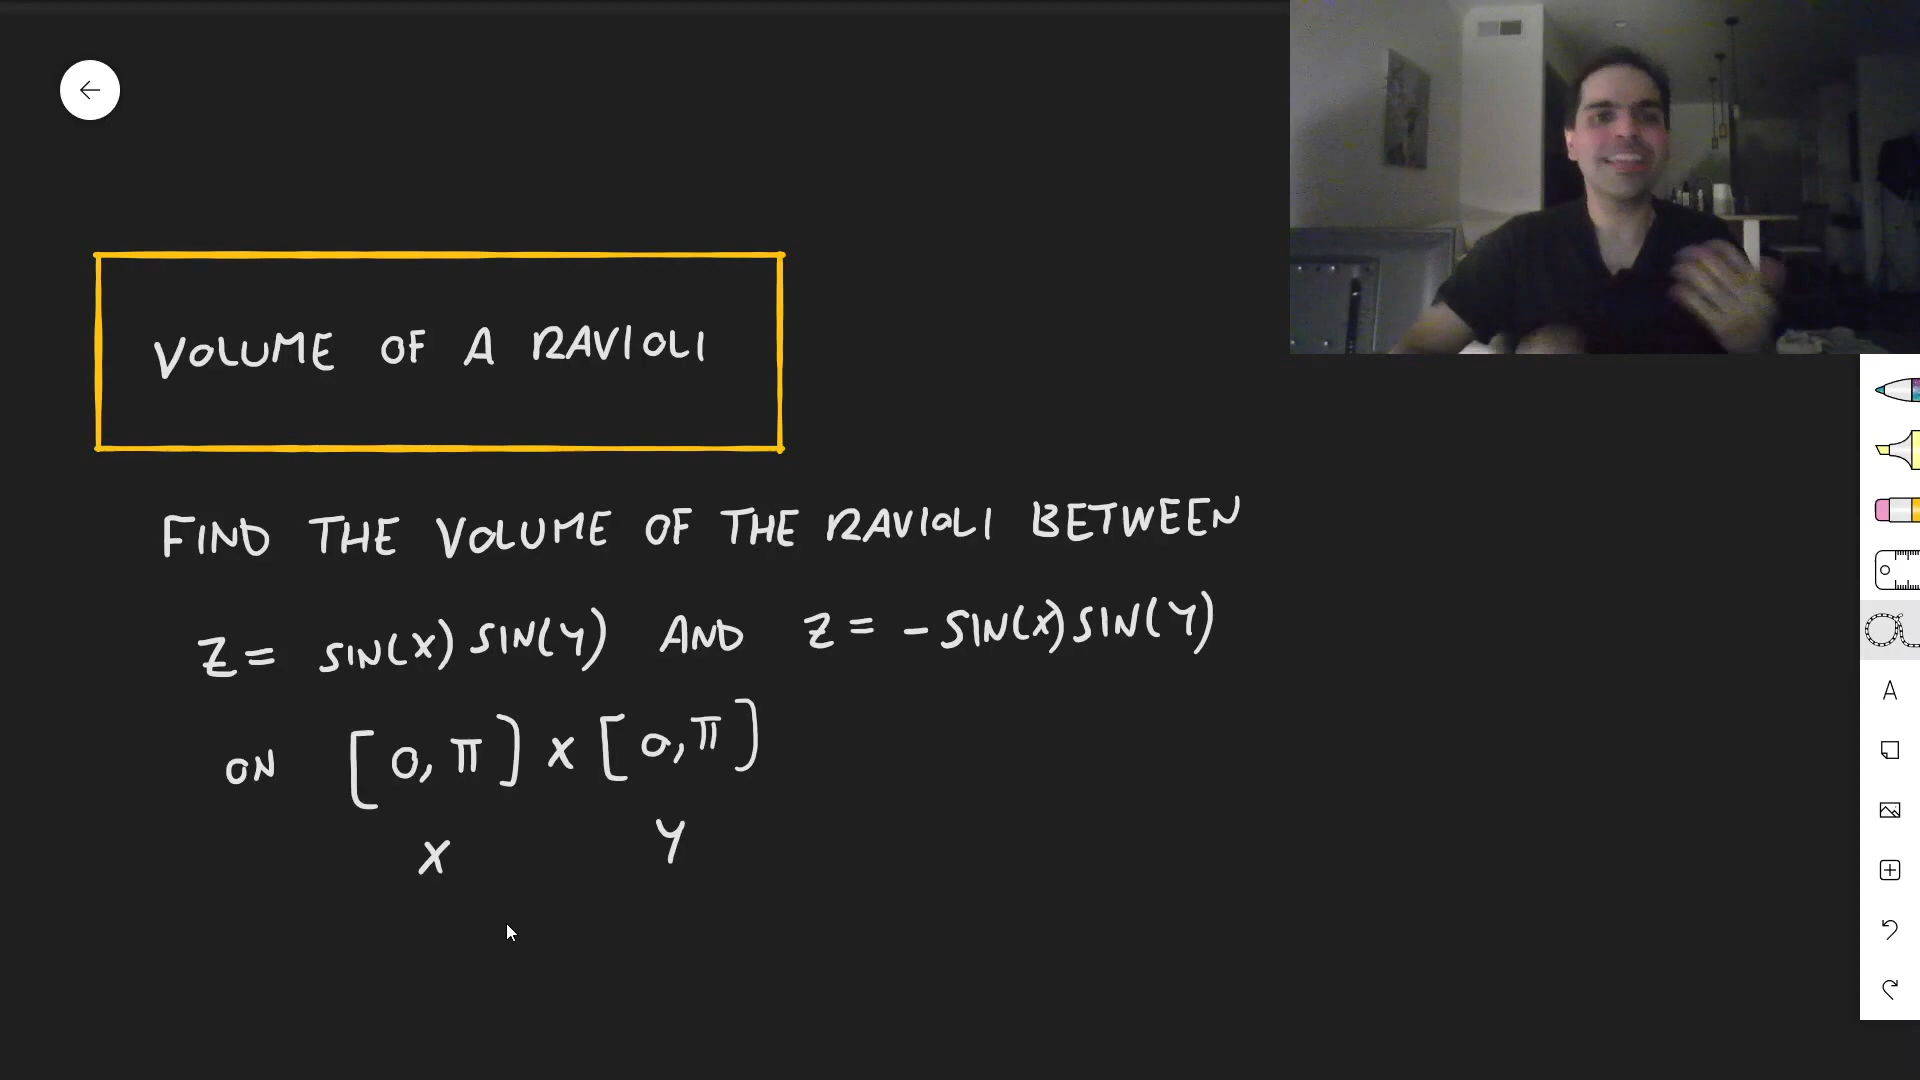 VOLUME OF A RAVIOLI
FIND THE VOLUME OF THE RAVIOLI BETWEEN
Z = SIN(X) SIN(Y) AND Z = -SIN(X) SIN(Y)
ON [0, π] x [0, π]
X Y
A